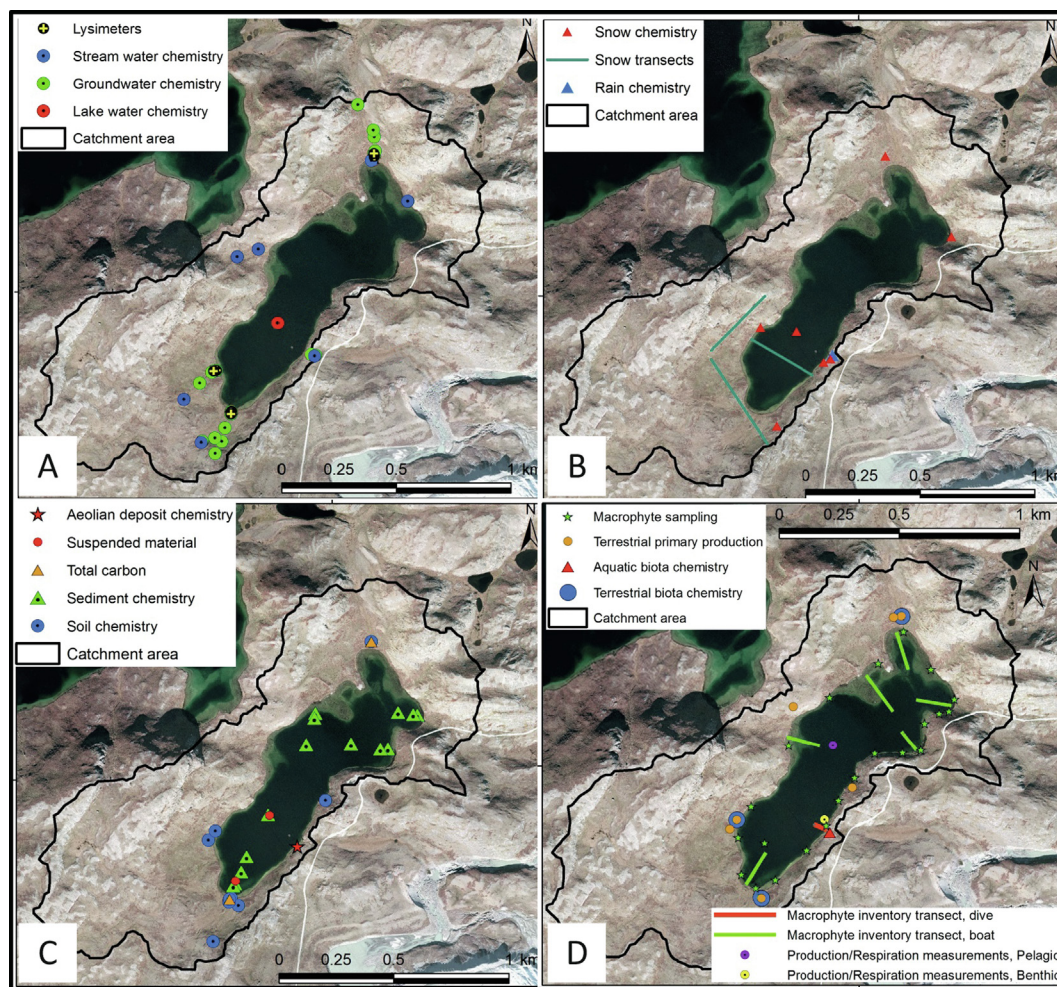 Lysimeters
Stream water chemistry
Groundwater chemistry
Lake water chemistry
Catchment area
N
A
0 0.25 0.5 1 km
Snow chemistry
Snow transects
Rain chemistry
Catchment area
N
B
0 0.25 0.5 1 km
Aeolian deposit chemistry
Suspended material
Total carbon
Sediment chemistry
Soil chemistry
Catchment area
N
C
0 0.25 0.5 1 km
Macrophyte sampling
Terrestrial primary production
Aquatic biota chemistry
Terrestrial biota chemistry
Catchment area
0 0.25 0.5 1 km
N
D
Macrophyte inventory transect, dive
Macrophyte inventory transect, boat
Production/Respiration measurements, Pelagic
Production/Respiration measurements, Benthic